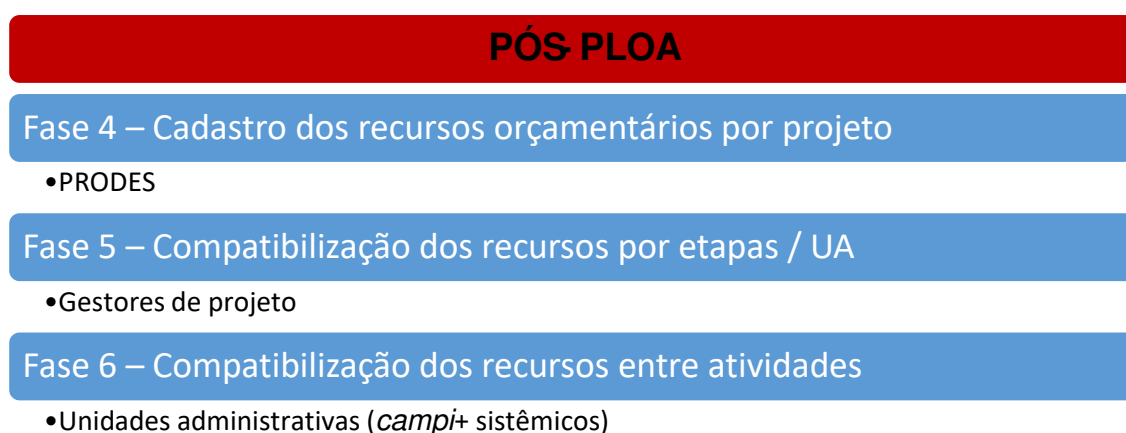 PÓS-PLOA
Fase 4 – Cadastro dos recursos orçamentários por projeto
•PRODES
Fase 5 – Compatibilização dos recursos por etapas / UA
•Gestores de projeto
Fase 6 – Compatibilização dos recursos entre atividades
•Unidades administrativas (campi+ sistêmicos)